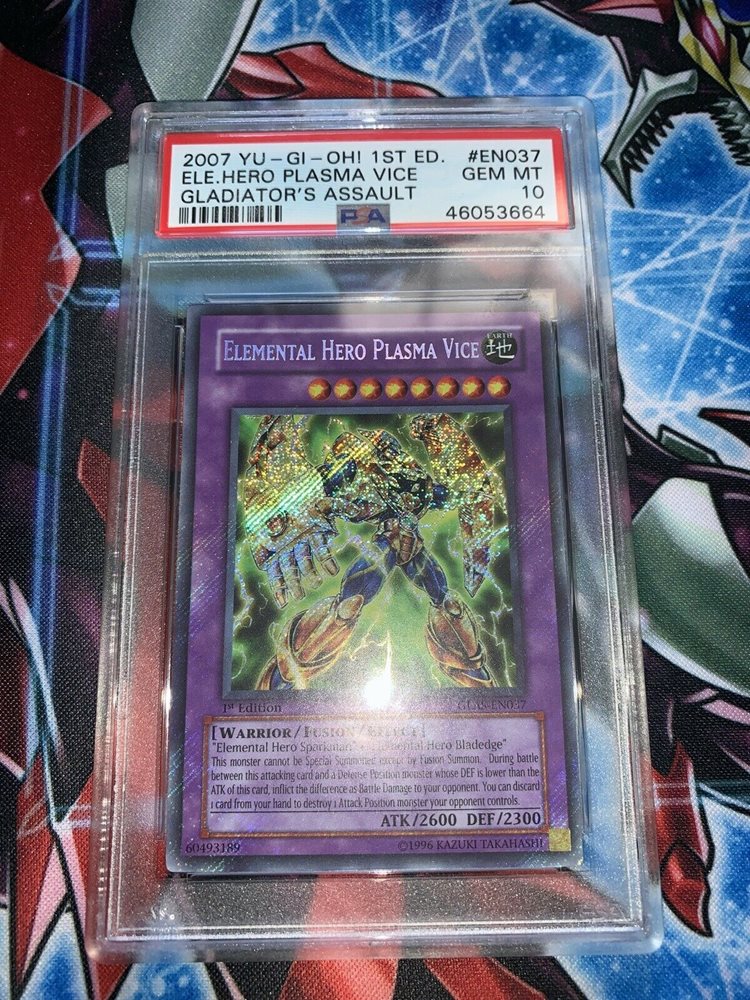 2007 YU-GI-OH! 1ST ED. #EN037
ELE.HERO PLASMA VICE GEM MT
GLADIATOR'S ASSAULT 10
PSA 46053664
ELEMENTAL HERO PLASMA VICE
EARTH
地
1st Edition GLAS-EN037
[WARRIOR/FUSION/EFFECT]
"Elemental Hero Sparkman" + "Elemental Hero Bladedge"
This monster cannot be Special Summoned except by Fusion Summon. During battle
between this attacking card and a Defense Position monster whose DEF is lower than the
ATK of this card, inflict the difference as Battle Damage to your opponent. You can discard
1 card from your hand to destroy 1 Attack Position monster your opponent controls.
ATK/2600 DEF/2300
60493189 ©1996 KAZUKI TAKAHASHI